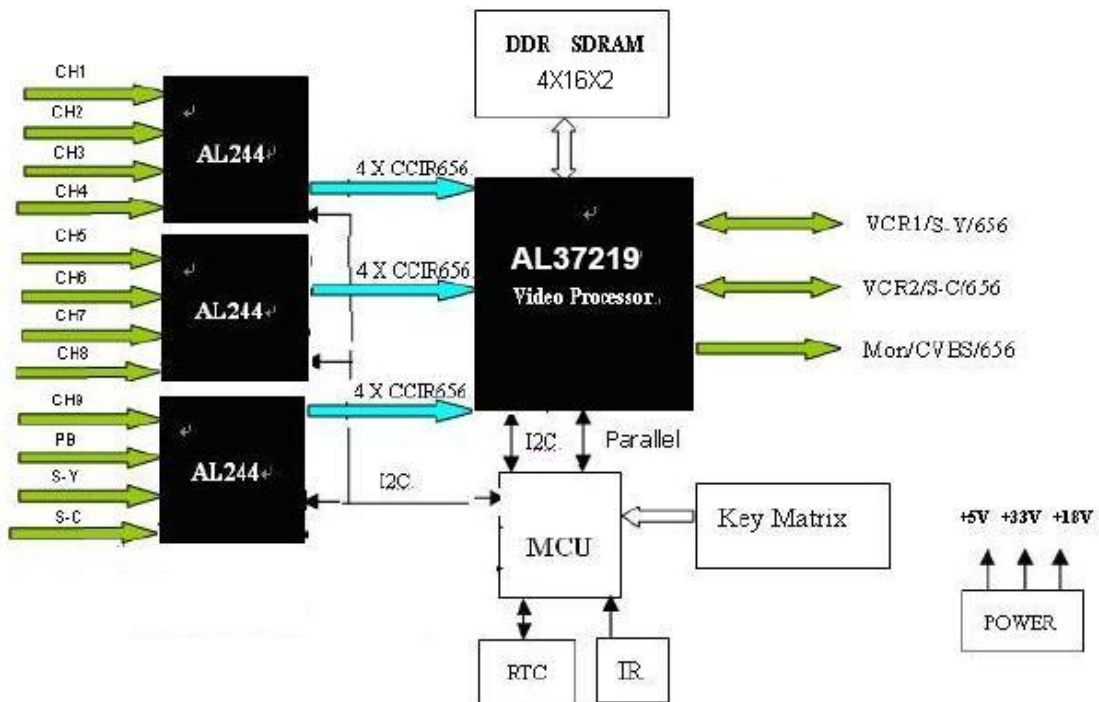 DDR SDRAM
4X16X2
CH1
CH2
CH3
CH4
AL244
CH5
CH6
CH7
CH8
AL244
CH9
PB
S-Y
S-C
AL244
4 X CCIR656
4 X CCIR656
4 X CCIR656
I2C
AL37219
Video Processor
VCR1/S-Y/656
VCR2/S-C/656
Mon/CVBS/656
I2C
Parallel
MCU
Key Matrix
RTC
IR
+5V +33V +18V
POWER